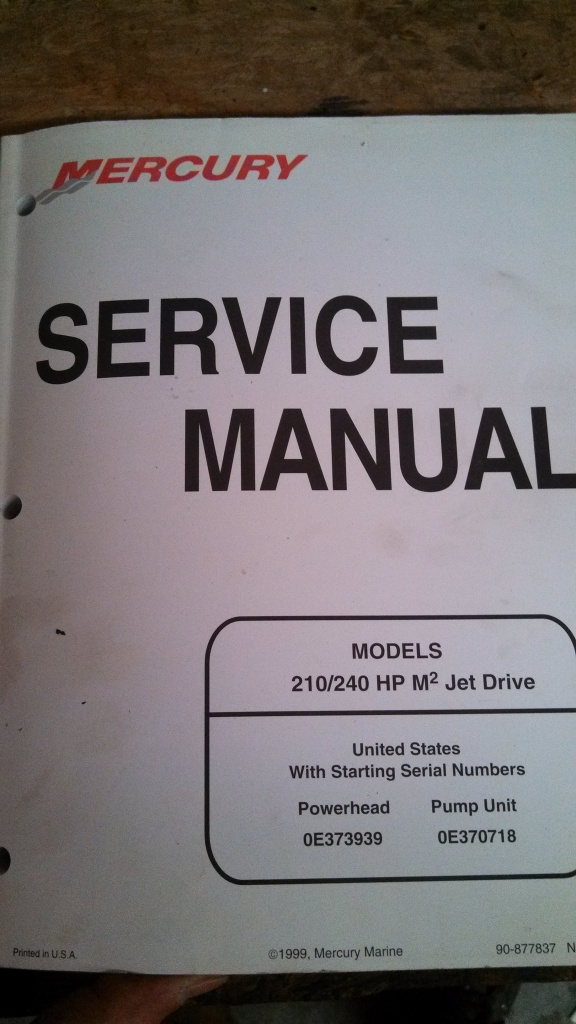 MERCURY
SERVICE
MANUAL
MODELS
210/240 HP M² Jet Drive
United States
With Starting Serial Numbers
Powerhead Pump Unit
0E373939 0E370718
Printed in U.S.A. ©1999, Mercury Marine 90-877837 N